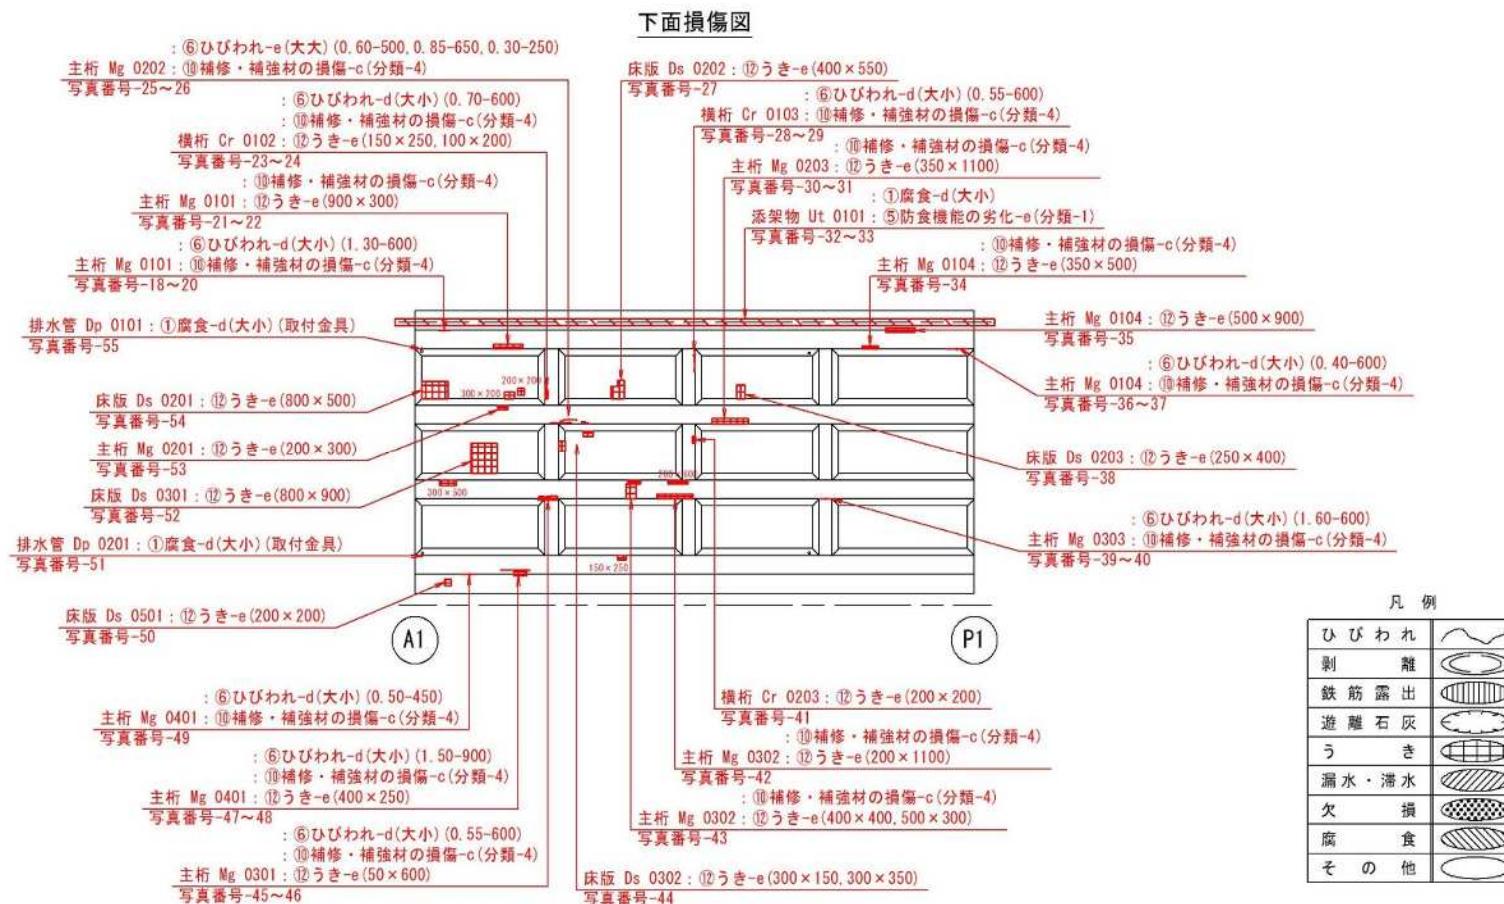 下面損傷図
: ⑥ひびわれ-e(大大)(0.60-500,0.85-650,0.30-250)
主桁 Mg 0202 : ⑩補修・補強材の損傷-c(分類-4)
写真番号-25～26
: ⑥ひびわれ-d(大小)(0.70-600)
: ⑩補修・補強材の損傷-c(分類-4)
横桁 Cr 0102 : ⑫うき-e(150×250,100×200)
写真番号-23～24
: ⑩補修・補強材の損傷-c(分類-4)
主桁 Mg 0101 : ⑫うき-e(900×300)
写真番号-21～22
: ⑥ひびわれ-d(大小)(1.30-600)
主桁 Mg 0101 : ⑩補修・補強材の損傷-c(分類-4)
写真番号-18～20
排水管 Dp 0101 : ①腐食-d(大小)(取付金具)
写真番号-55
床版 Ds 0201 : ⑫うき-e(800×500)
写真番号-54
主桁 Mg 0201 : ⑫うき-e(200×300)
写真番号-53
床版 Ds 0301 : ⑫うき-e(800×900)
写真番号-52
排水管 Dp 0201 : ①腐食-d(大小)(取付金具)
写真番号-51
床版 Ds 0501 : ⑫うき-e(200×200)
写真番号-50
床版 Ds 0202 : ⑫うき-e(400×550)
写真番号-27
: ⑥ひびわれ-d(大小)(0.55-600)
横桁 Cr 0103 : ⑩補修・補強材の損傷-c(分類-4)
写真番号-28～29
: ⑩補修・補強材の損傷-c(分類-4)
主桁 Mg 0203 : ⑫うき-e(350×1100)
写真番号-30～31
: ①腐食-d(大小)
添架物 Ut 0101 : ⑤防食機能の劣化-e(分類-1)
写真番号-32～33
: ⑩補修・補強材の損傷-c(分類-4)
主桁 Mg 0104 : ⑫うき-e(350×500)
写真番号-34
主桁 Mg 0104 : ⑫うき-e(500×900)
写真番号-35
: ⑥ひびわれ-d(大小)(0.40-600)
主桁 Mg 0104 : ⑩補修・補強材の損傷-c(分類-4)
写真番号-36～37
床版 Ds 0203 : ⑫うき-e(250×400)
写真番号-38
: ⑥ひびわれ-d(大小)(1.60-600)
主桁 Mg 0303 : ⑩補修・補強材の損傷-c(分類-4)
写真番号-39～40
200×200
300×200
300×500
150×250
A1
P1
: ⑥ひびわれ-d(大小)(0.50-450)
主桁 Mg 0401 : ⑩補修・補強材の損傷-c(分類-4)
写真番号-49
: ⑥ひびわれ-d(大小)(1.50-900)
: ⑩補修・補強材の損傷-c(分類-4)
主桁 Mg 0401 : ⑫うき-e(400×250)
写真番号-47～48
: ⑥ひびわれ-d(大小)(0.55-600)
: ⑩補修・補強材の損傷-c(分類-4)
主桁 Mg 0301 : ⑫うき-e(50×600)
写真番号-45～46
横桁 Cr 0203 : ⑫うき-e(200×200)
写真番号-41
: ⑩補修・補強材の損傷-c(分類-4)
主桁 Mg 0302 : ⑫うき-e(200×1100)
写真番号-42
: ⑩補修・補強材の損傷-c(分類-4)
主桁 Mg 0302 : ⑫うき-e(400×400,500×300)
写真番号-43
床版 Ds 0302 : ⑫うき-e(300×150,300×350)
写真番号-44
凡 例
ひびわれ
剥離
鉄筋露出
遊離石灰
うき
漏水・滞水
欠損
腐食
その他